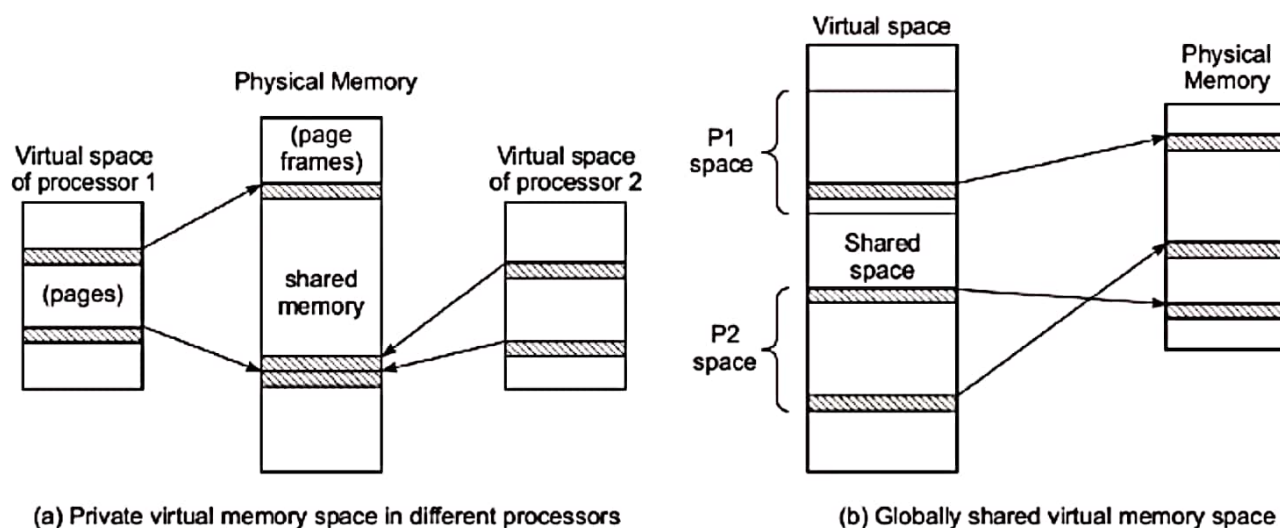 Physical Memory
(page
frames)
Virtual space
of processor 1
(pages)
shared
memory
Virtual space
of processor 2
(a) Private virtual memory space in different processors
Virtual space
P1
space
Shared
space
P2
space
Physical
Memory
(b) Globally shared virtual memory space